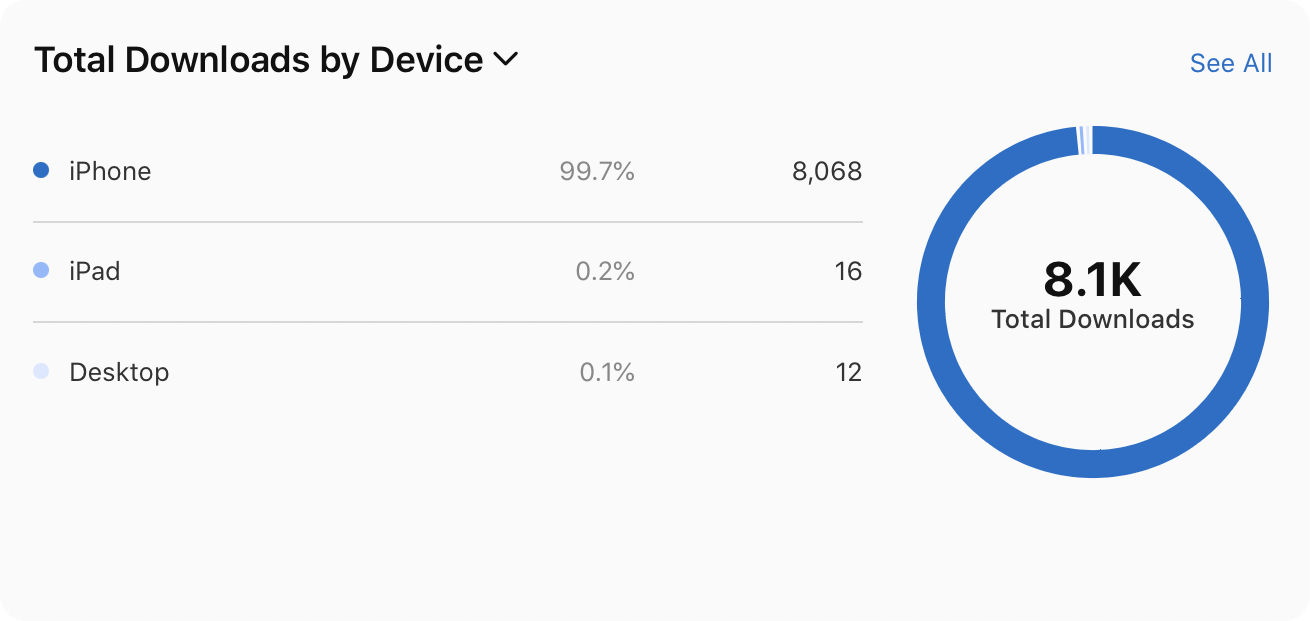 Total Downloads by Device
See All
iPhone 99.7% 8,068
iPad 0.2% 16
Desktop 0.1% 12
8.1K
Total Downloads